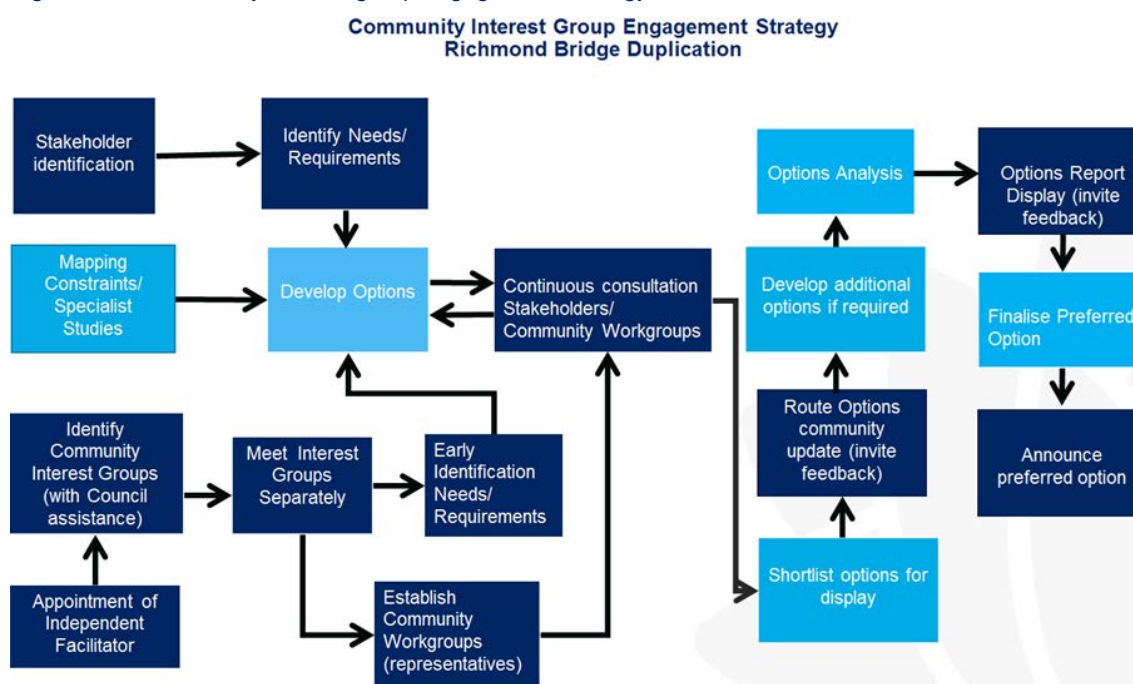 Community Interest Group Engagement Strategy
Richmond Bridge Duplication
Stakeholder
identification
Identify Needs/
Requirements
Mapping
Constraints/
Specialist
Studies
Develop Options
Continuous consultation
Stakeholders/
Community Workgroups
Identify
Community
Interest Groups
(with Council
assistance)
Meet Interest
Groups
Separately
Early
Identification
Needs/
Requirements
Appointment of
Independent
Facilitator
Establish
Community
Workgroups
(representatives)
Options Analysis
Develop additional
options if required
Route Options
community
update (invite
feedback)
Shortlist options for
display
Options Report
Display (invite
feedback)
Finalise Preferred
Option
Announce
preferred option